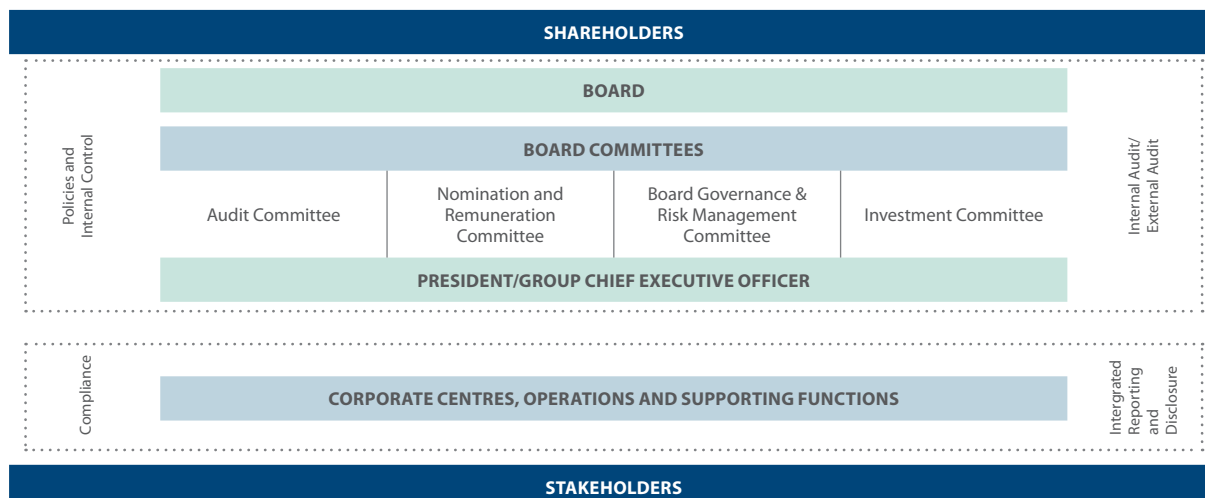 SHAREHOLDERS
Policies and
Internal Control
BOARD
BOARD COMMITTEES
Audit Committee
Nomination and
Remuneration
Committee
Board Governance &
Risk Management
Committee
Investment Committee
PRESIDENT/GROUP CHIEF EXECUTIVE OFFICER
Internal Audit/
External Audit
Compliance
CORPORATE CENTRES, OPERATIONS AND SUPPORTING FUNCTIONS
Intergrated
Reporting
and
Disclosure
STAKEHOLDERS